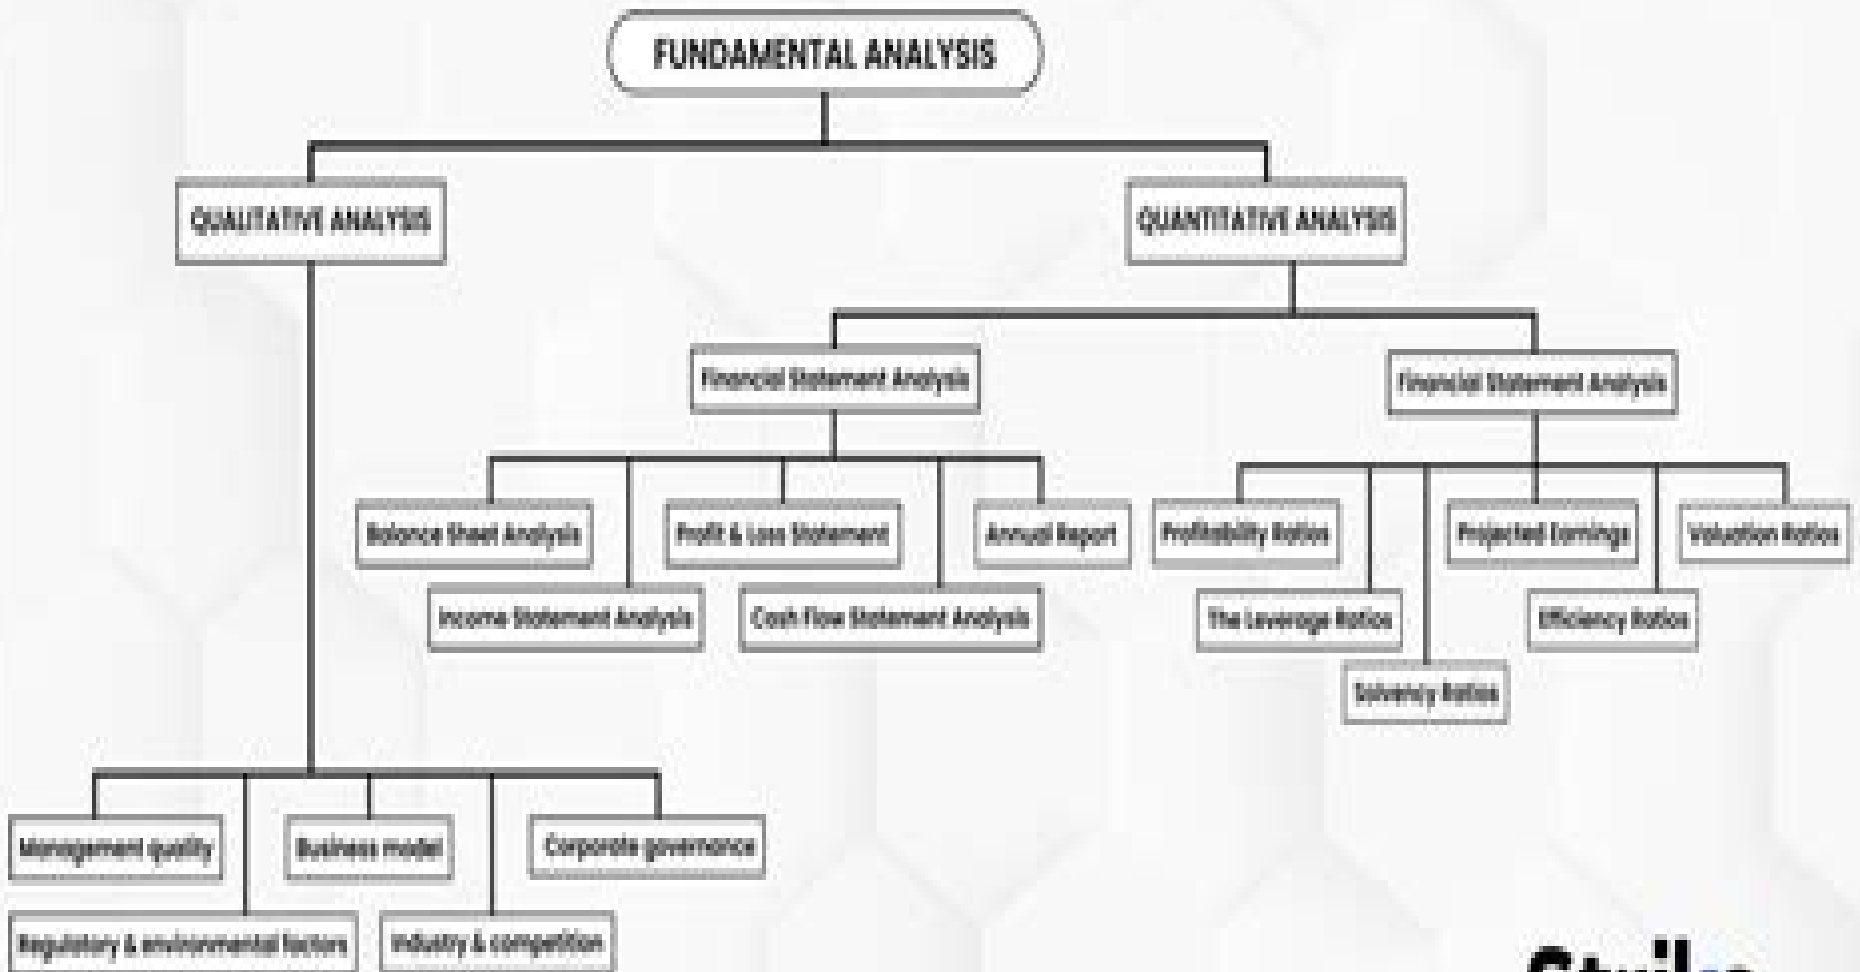 FUNDAMENTAL ANALYSIS
QUALITATIVE ANALYSIS
QUANTITATIVE ANALYSIS
Financial Statement Analysis
Financial Statement Analysis
Balance Sheet Analysis
Profit & Loss Statement
Annual Report
Profitability Ratios
Projected Earnings
Valuation Ratios
Income Statement Analysis
Cash Flow Statement Analysis
The Leverage Ratios
Efficiency Ratios
Solvency Ratios
Management quality
Business model
Corporate governance
Regulatory & environmental factors
Industry & competition